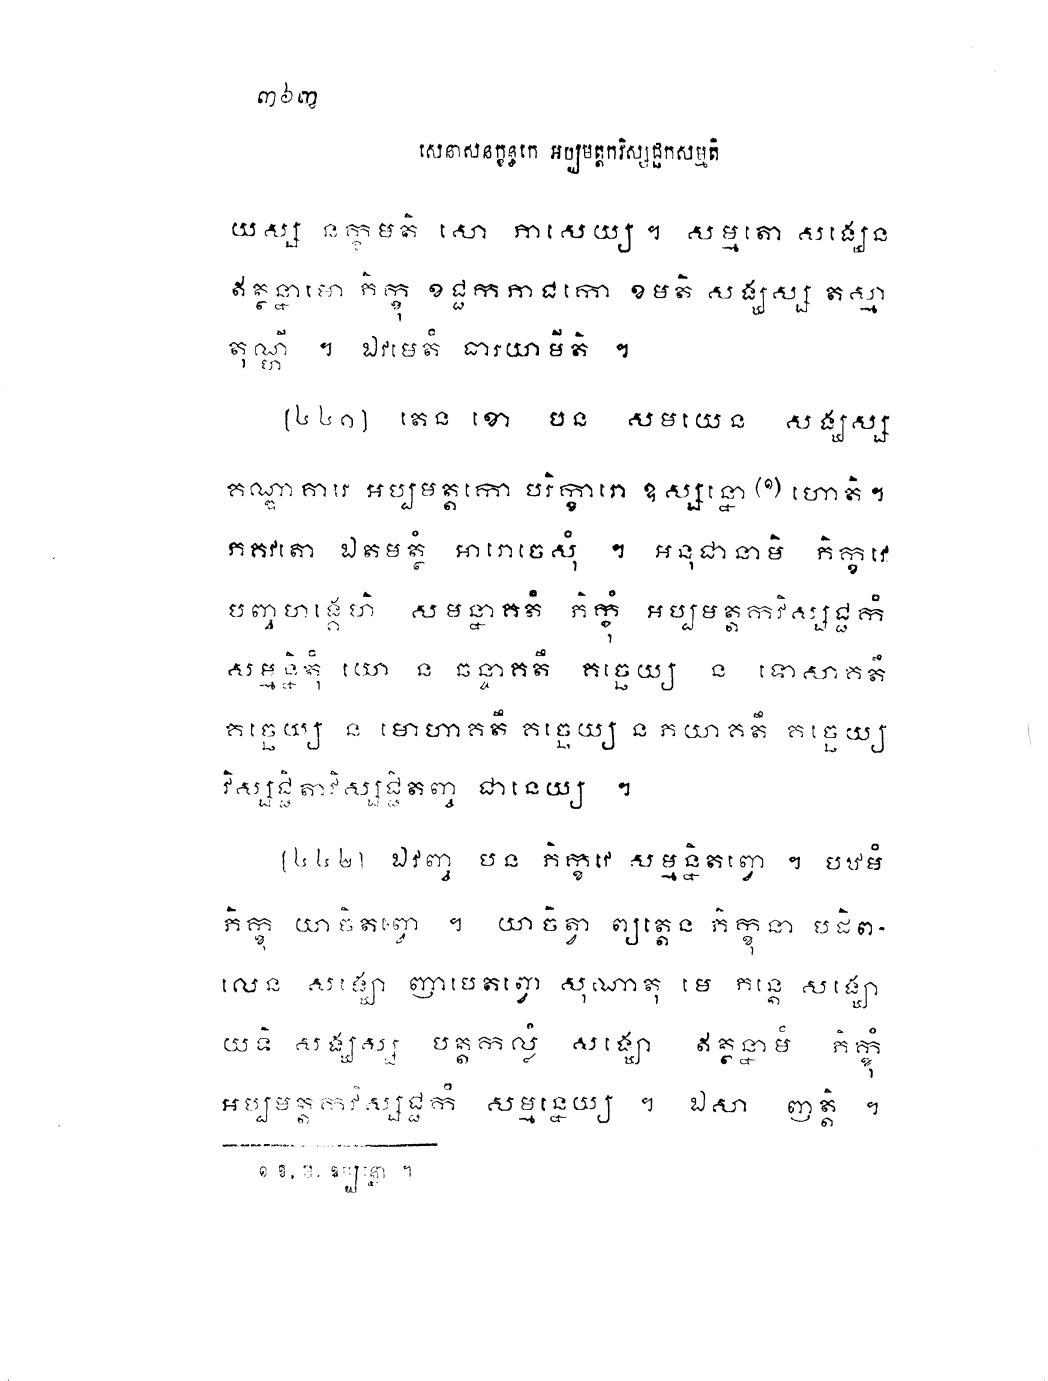 ៣៦៣
សេនាសនក្ខន្ធកេ អប្បមត្តកវិស្សជ្ជកសម្មតិ
យស្ស នក្ខមតិ សោ ភាសេយ្យ ។ សម្មតោ សង្ឃេន
ឥត្ថន្នាមោ ភិក្ខុ ខជ្ជកភាជកោ ខមតិ សង្ឃស្ស តស្មា
តុណ្ហី ។ ឯវមេតំ ធារយាមីតិ ។
(៤៤១) តេន ខោ បន សមយេន សង្ឃស្ស
ភណ្ឌាគារេ អប្បមត្តកោ បរិក្ខារោ ឧស្សន្នោ (១) ហោតិ ។
ភគវតោ ឯតមត្ថំ អារោចេសុំ ។ អនុជានាមិ ភិក្ខវេ
បញ្ចហង្គេហិ សមន្នាគតំ ភិក្ខុំ អប្បមត្តកវិស្សជ្ជកំ
សម្មន្និតុំ យោ ន ឆន្ទាគតឹ គច្ឆេយ្យ ន ទោសាគតឹ
គច្ឆេយ្យ ន មោហាគតឹ គច្ឆេយ្យ ន ភយាគតឹ គច្ឆេយ្យ
វិស្សជ្ជិតាវិស្សជ្ជិតញ្ច ជានេយ្យ ។
(៤៤២) ឯវញ្ច បន ភិក្ខវេ សម្មន្និតព្វោ ។ បឋមំ
ភិក្ខុ យាចិតព្វោ ។ យាចិត្វា ព្យត្តេន ភិក្ខុនា បដិព-
លេន សង្ឃោ ញាបេតព្វោ សុណាតុ មេ ភន្តេ សង្ឃោ
យទិ សង្ឃស្ស បត្តកល្លំ សង្ឃោ ឥត្ថន្នាមំ ភិក្ខុំ
អប្បមត្តកវិស្សជ្ជកំ សម្មន្នេយ្យ ។ ឯសា ញត្តិ ។
១ ឱ. ម. ឧប្បន្នោ ។